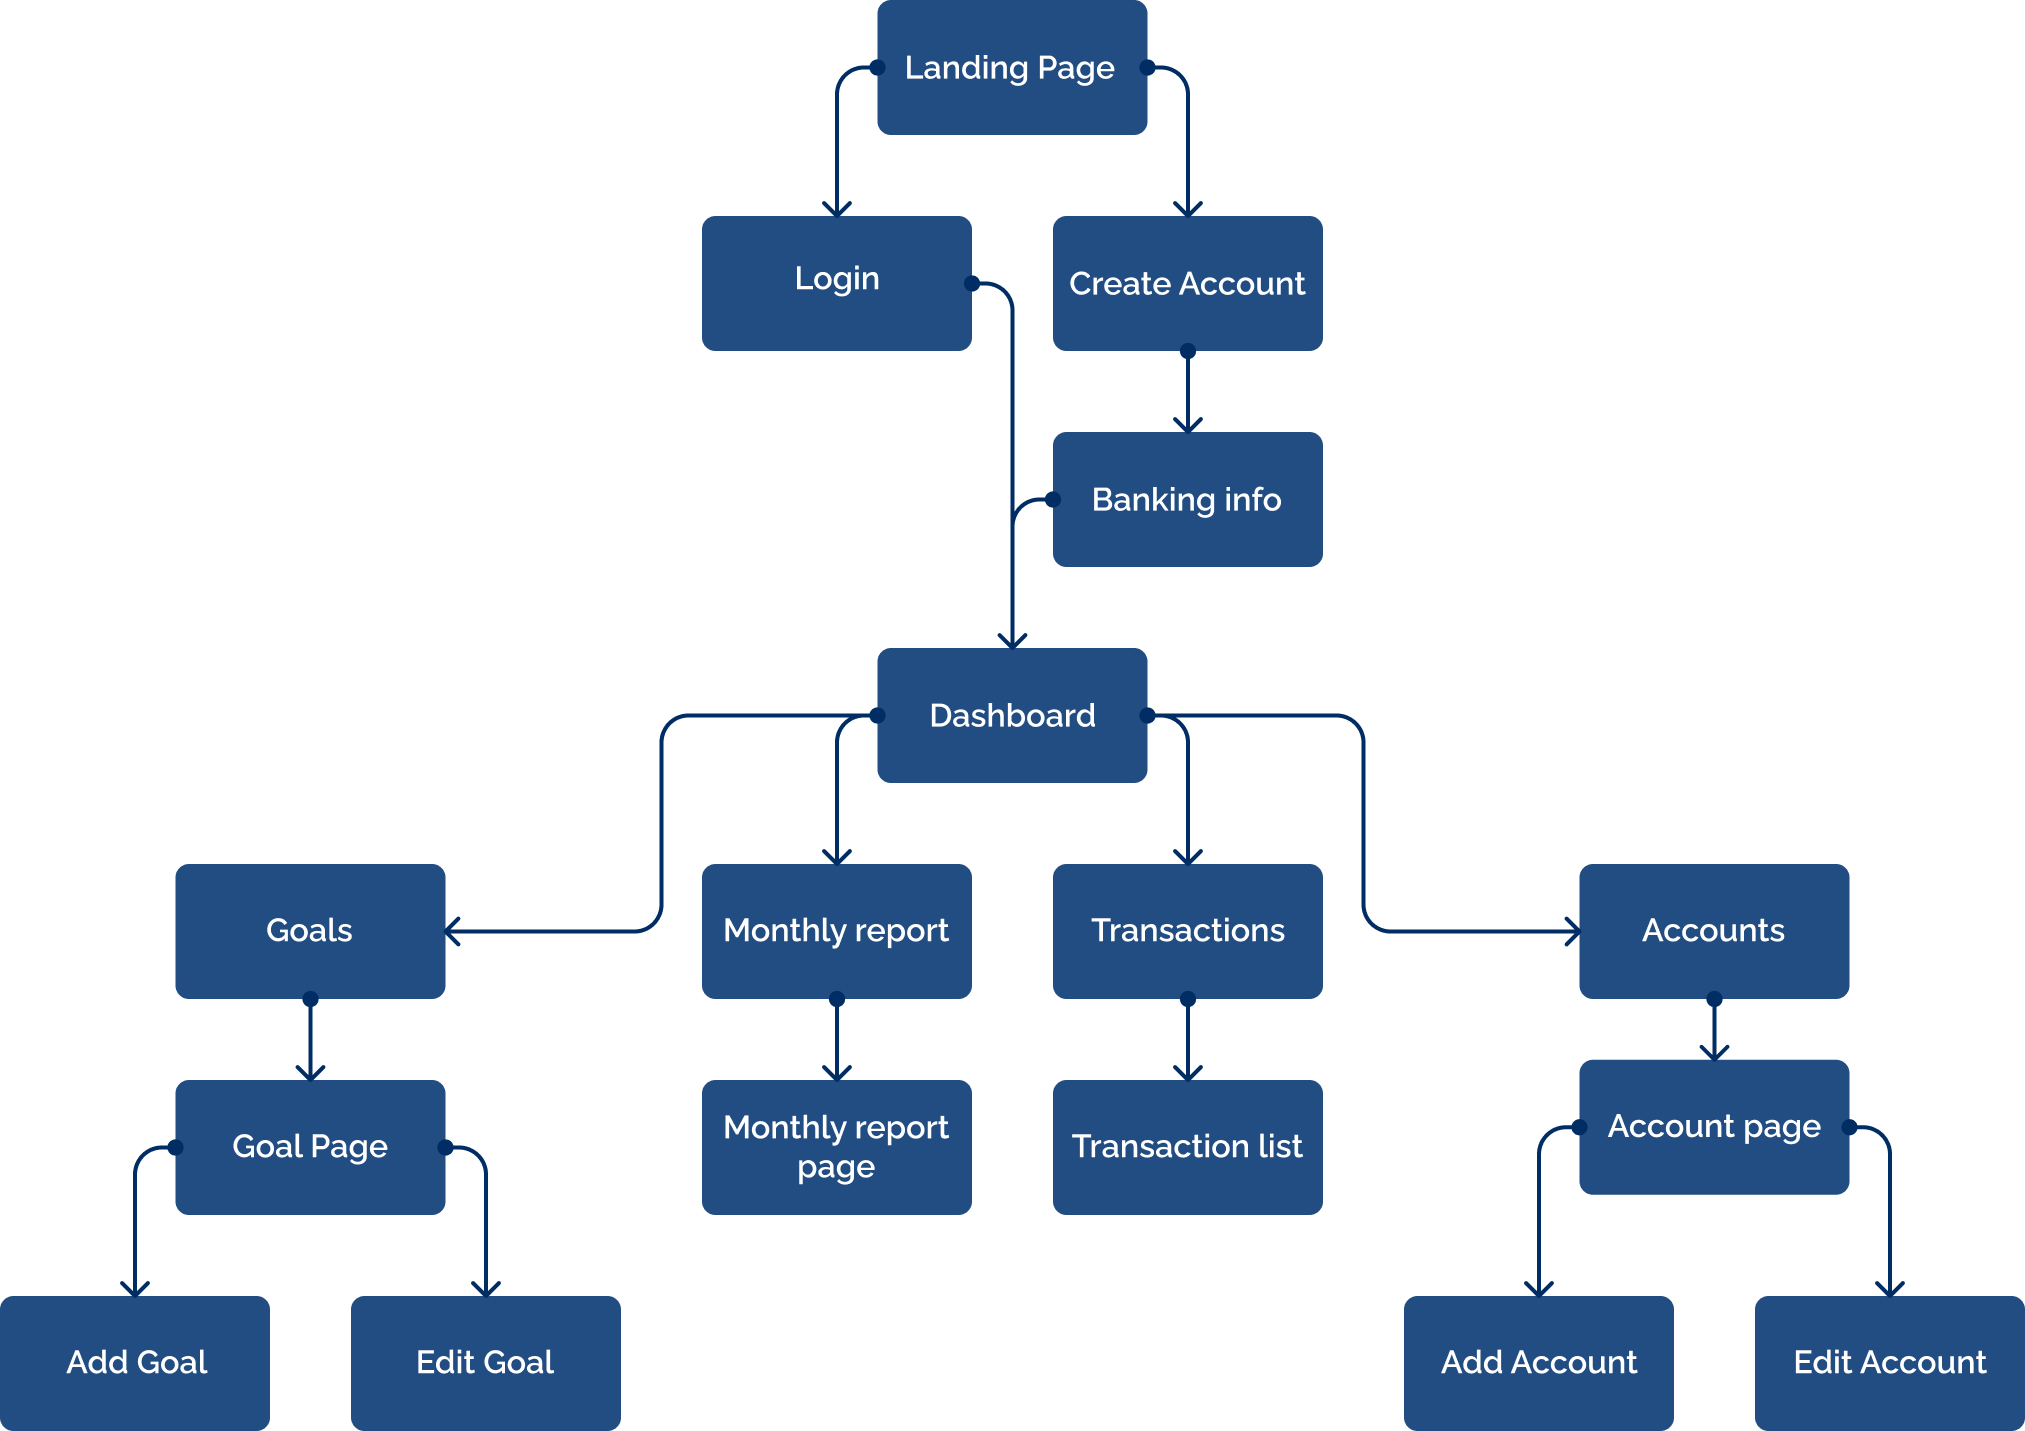 Landing Page
Login
Create Account
Banking info
Dashboard
Goals
Monthly report
Transactions
Accounts
Goal Page
Monthly report
page
Transaction list
Account page
Add Goal
Edit Goal
Add Account
Edit Account